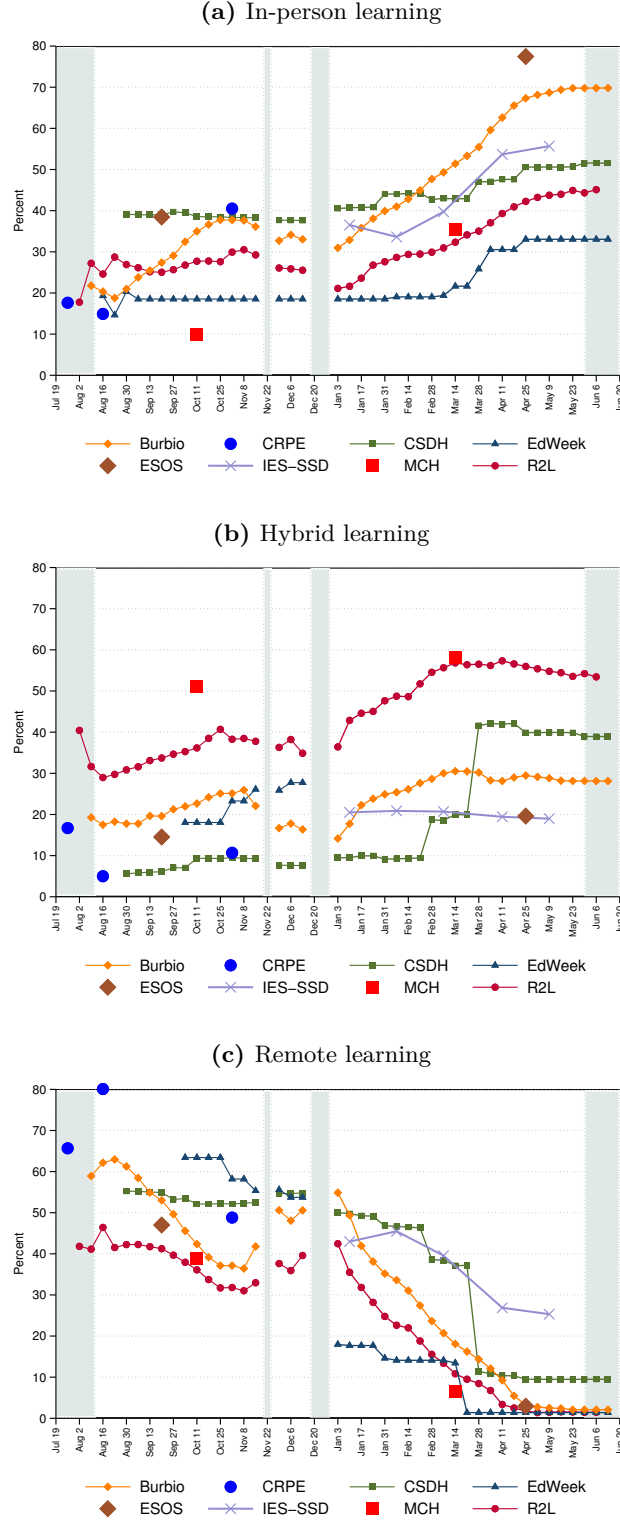 (a) In-person learning
80
70
60
50
40
30
20
10
0
Percent
Jul 19
Aug 2
Aug 16
Aug 30
Sep 13
Sep 27
Oct 11
Oct 25
Nov 8
Nov 22
Dec 6
Dec 20
Jan 3
Jan 17
Jan 31
Feb 14
Feb 28
Mar 14
Mar 28
Apr 11
Apr 25
May 9
May 23
Jun 6
Jun 20
Burbio CRPE CSDH EdWeek
ESOS IES-SSD MCH R2L
(b) Hybrid learning
80
70
60
50
40
30
20
10
0
Percent
Jul 19
Aug 2
Aug 16
Aug 30
Sep 13
Sep 27
Oct 11
Oct 25
Nov 8
Nov 22
Dec 6
Dec 20
Jan 3
Jan 17
Jan 31
Feb 14
Feb 28
Mar 14
Mar 28
Apr 11
Apr 25
May 9
May 23
Jun 6
Jun 20
Burbio CRPE CSDH EdWeek
ESOS IES-SSD MCH R2L
(c) Remote learning
80
70
60
50
40
30
20
10
0
Percent
Jul 19
Aug 2
Aug 16
Aug 30
Sep 13
Sep 27
Oct 11
Oct 25
Nov 8
Nov 22
Dec 6
Dec 20
Jan 3
Jan 17
Jan 31
Feb 14
Feb 28
Mar 14
Mar 28
Apr 11
Apr 25
May 9
May 23
Jun 6
Jun 20
Burbio CRPE CSDH EdWeek
ESOS IES-SSD MCH R2L